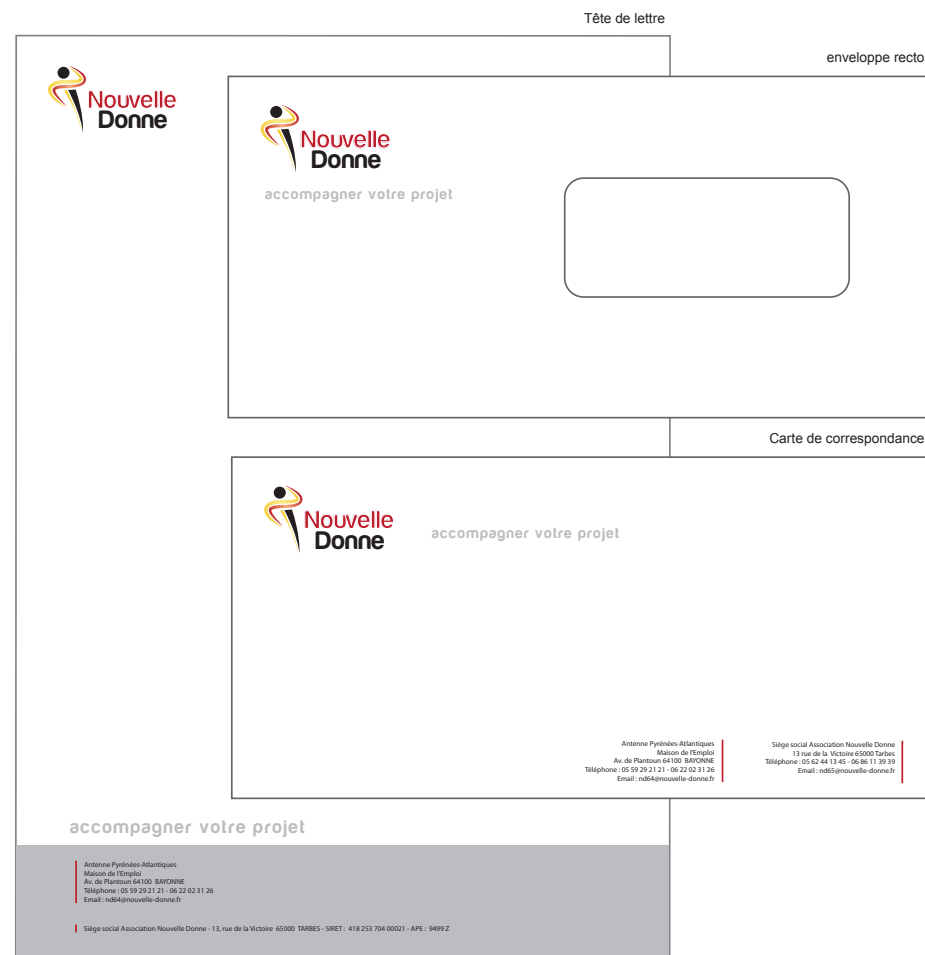 Tête de lettre
Nouvelle
Donne
enveloppe recto
Nouvelle
Donne
accompagner votre projet
Carte de correspondance
Nouvelle
Donne
accompagner votre projet
Antenne Pyrénées-Atlantiques
Maison de l'Emploi
Av. de Plantoun 64100 BAYONNE
Téléphone : 05 59 29 21 21 - 06 22 02 31 26
Email : nd64@nouvelle-donne.fr
Siège social Association Nouvelle Donne
13 rue de la Victoire 65000 Tarbes
Téléphone : 05 62 44 13 45 - 06 86 11 39 39
Email : nd65@nouvelle-donne.fr
accompagner votre projet
Antenne Pyrénées-Atlantiques
Maison de l'Emploi
Av. de Plantoun 64100 BAYONNE
Téléphone : 05 59 29 21 21 - 06 22 02 31 26
Email : nd64@nouvelle-donne.fr
Siège social Association Nouvelle Donne - 13, rue de la Victoire 65000 TARBES - SIRET : 418 253 704 00021 - APE : 9499 Z